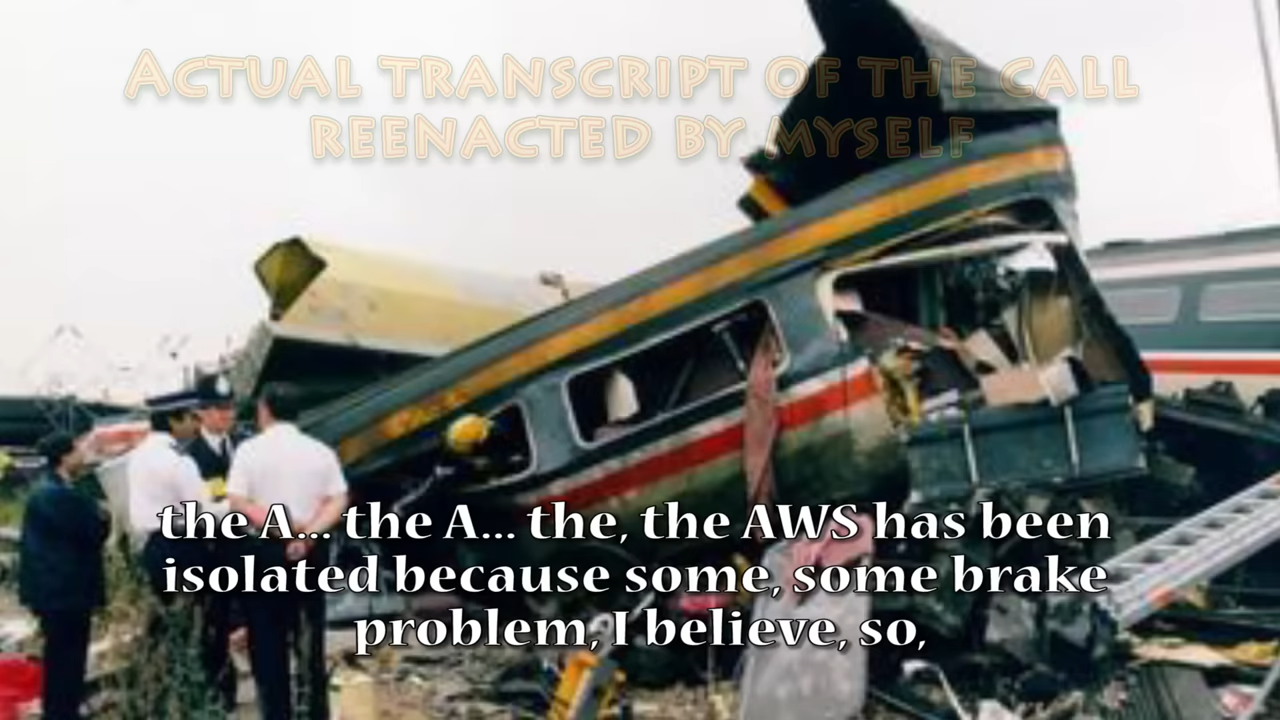 Actual transcript of the call
reenacted by myself
the A... the A... the, the AWS has been
isolated because some, some brake
problem, I believe, so,